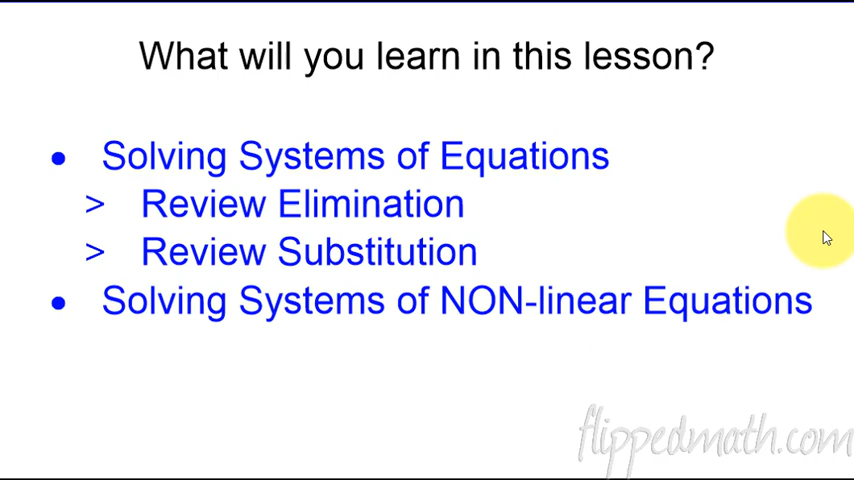 What will you learn in this lesson?
• Solving Systems of Equations
> Review Elimination
> Review Substitution
• Solving Systems of NON-linear Equations
flippedmath.com